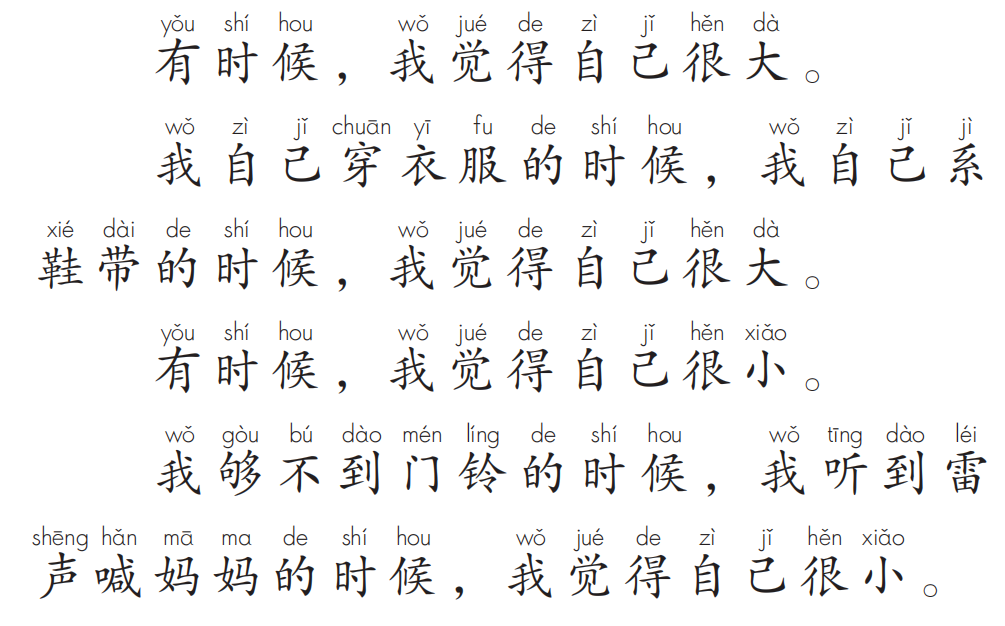 yǒu shí hou wǒ jué de zì jǐ hěn dà
有时候，我觉得自己很大。
wǒ zì jǐ chuān yī fu de shí hou wǒ zì jǐ jì
我自己穿衣服的时候，我自己系
xié dài de shí hou wǒ jué de zì jǐ hěn dà
鞋带的时候，我觉得自己很大。
yǒu shí hou wǒ jué de zì jǐ hěn xiǎo
有时候，我觉得自己很小。
wǒ gòu bú dào mén líng de shí hou wǒ tīng dào léi
我够不到门铃的时候，我听到雷
shēng hǎn mā ma de shí hou wǒ jué de zì jǐ hěn xiǎo
声喊妈妈的时候，我觉得自己很小。